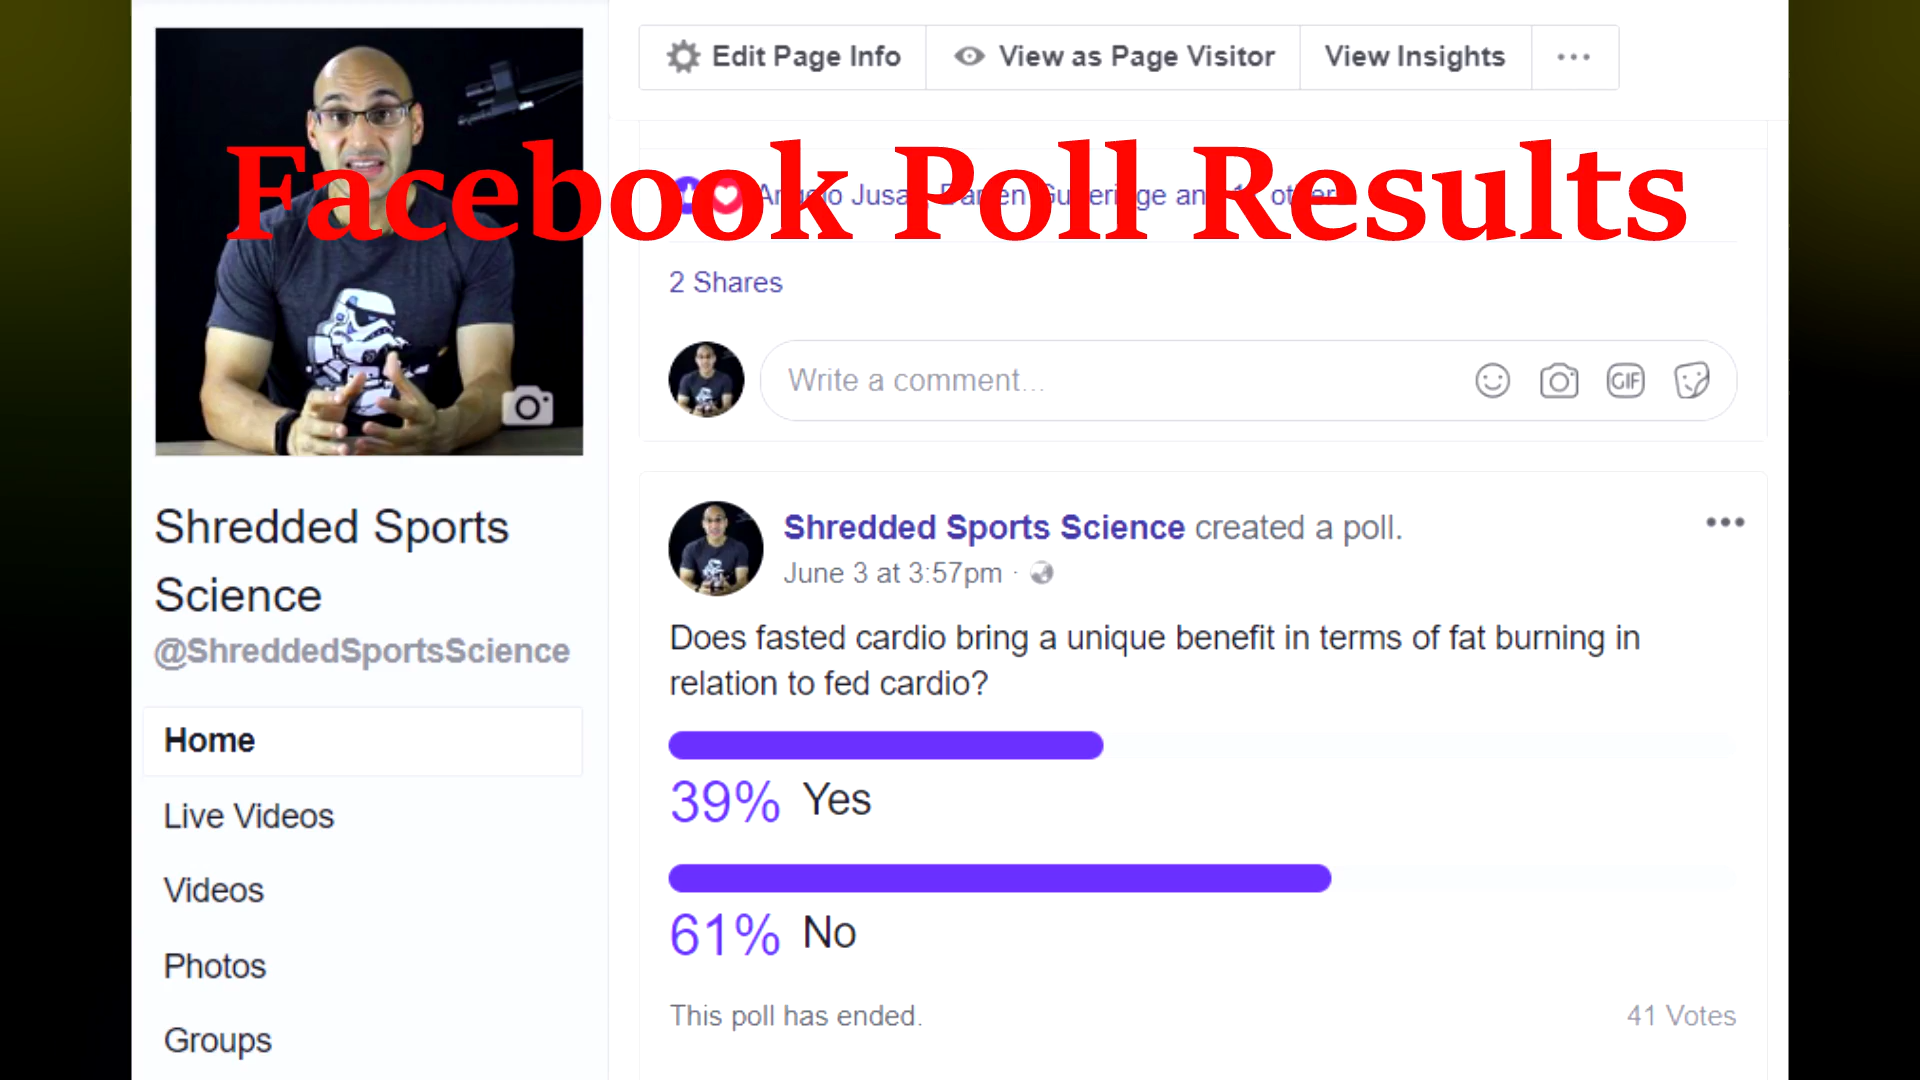 Edit Page Info
View as Page Visitor
View Insights
Facebook Poll Results
2 Shares
Write a comment...
GIF
Shredded Sports
Science
@ShreddedSportsScience
Home
Live Videos
Videos
Photos
Groups
Shredded Sports Science created a poll.
June 3 at 3:57pm ·
Does fasted cardio bring a unique benefit in terms of fat burning in
relation to fed cardio?
39% Yes
61% No
This poll has ended.
41 Votes